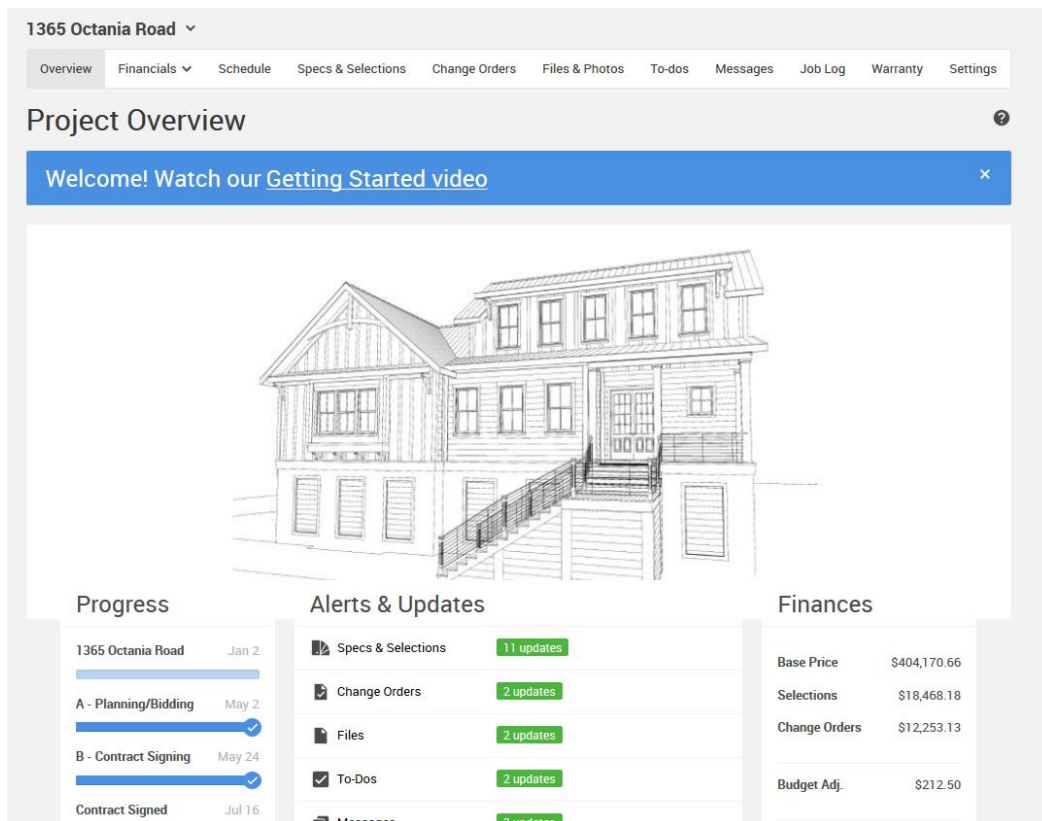 1365 Octania Road
Overview Financials Schedule Specs & Selections Change Orders Files & Photos To-dos Messages Job Log Warranty Settings
Project Overview
Welcome! Watch our Getting Started video
Progress
1365 Octania Road Jan 2
A - Planning/Bidding May 2
B - Contract Signing May 24
Contract Signed Jul 16
Alerts & Updates
Specs & Selections 11 updates
Change Orders 2 updates
Files 2 updates
To-Dos 2 updates
Messages
Finances
Base Price $404,170.66
Selections $18,468.18
Change Orders $12,253.13
Budget Adj. $212.50